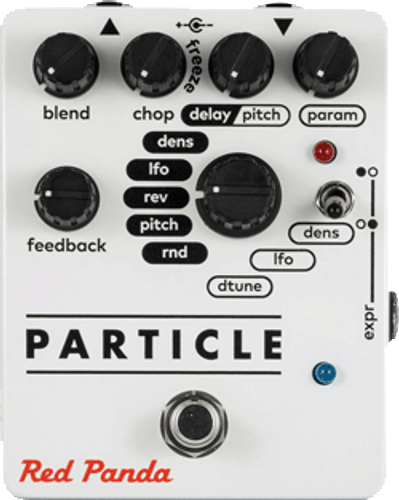 freeze
blend
chop
delay/pitch
param
dens
lfo
rev
pitch
rnd
feedback
dens
lfo
dtune
expr
PARTICLE
Red Panda